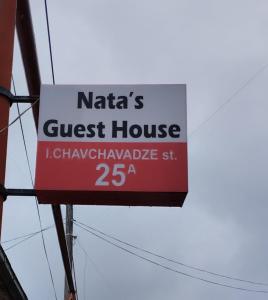 Nata's
Guest House
I.CHAVCHAVADZE st.
25A